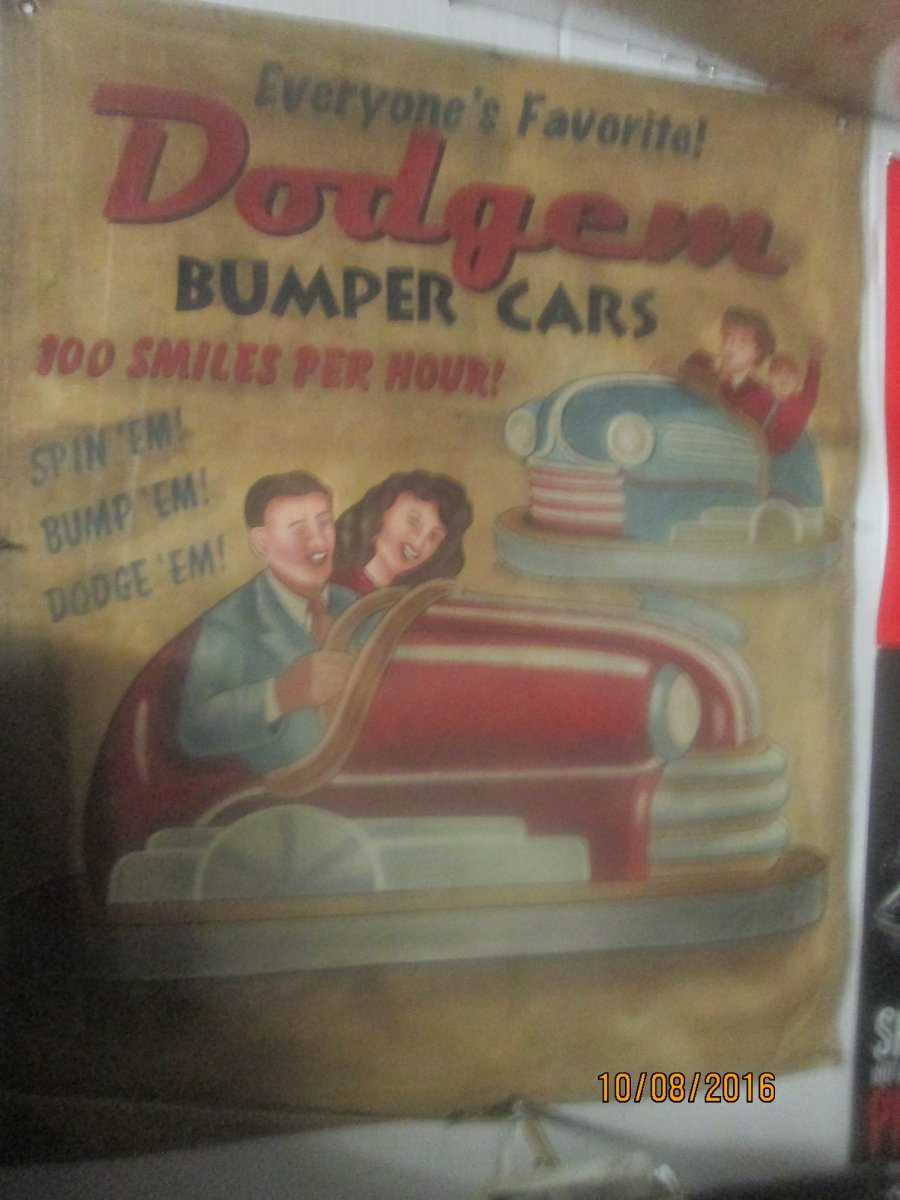 Everyone's Favorite!
Dodgem
BUMPER CARS
100 SMILES PER HOUR!
SPIN 'EM!
BUMP 'EM!
DODGE 'EM!
10/08/2016